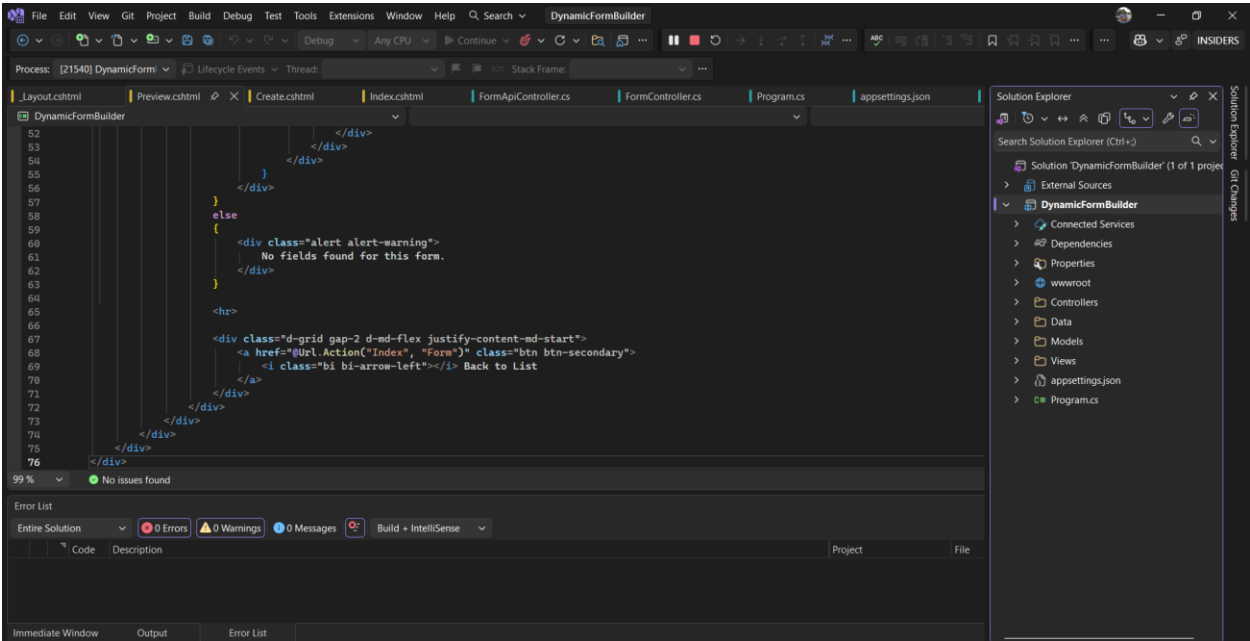 File Edit View Git Project Build Debug Test Tools Extensions Window Help Search DynamicFormBuilder
Debug Any CPU Continue INSIDERS
Process: [21540] DynamicForm Lifecycle Events Thread: Stack Frame:
_Layout.cshtml Preview.cshtml Create.cshtml Index.cshtml FormApiController.cs FormController.cs Program.cs appsettings.json
DynamicFormBuilder
52 </div>
53 </div>
54 </div>
55 }
56 </div>
57 }
58 else
59 {
60 <div class="alert alert-warning">
61 No fields found for this form.
62 </div>
63 }
64
65 <hr>
66
67 <div class="d-grid gap-2 d-md-flex justify-content-md-start">
68 <a href="@Url.Action("Index", "Form")" class="btn btn-secondary">
69 <i class="bi bi-arrow-left"></i> Back to List
70 </a>
71 </div>
72 </div>
73 </div>
74 </div>
75 </div>
76 </div>
99 % No issues found
Error List
Entire Solution 0 Errors 0 Warnings 0 Messages Build + IntelliSense
Code Description Project File
Immediate Window Output Error List
Solution Explorer
Search Solution Explorer (Ctrl+;)
Solution 'DynamicFormBuilder' (1 of 1 projec
External Sources
DynamicFormBuilder
Connected Services
Dependencies
Properties
wwwroot
Controllers
Data
Models
Views
appsettings.json
C# Program.cs
Solution Explorer
Git Changes